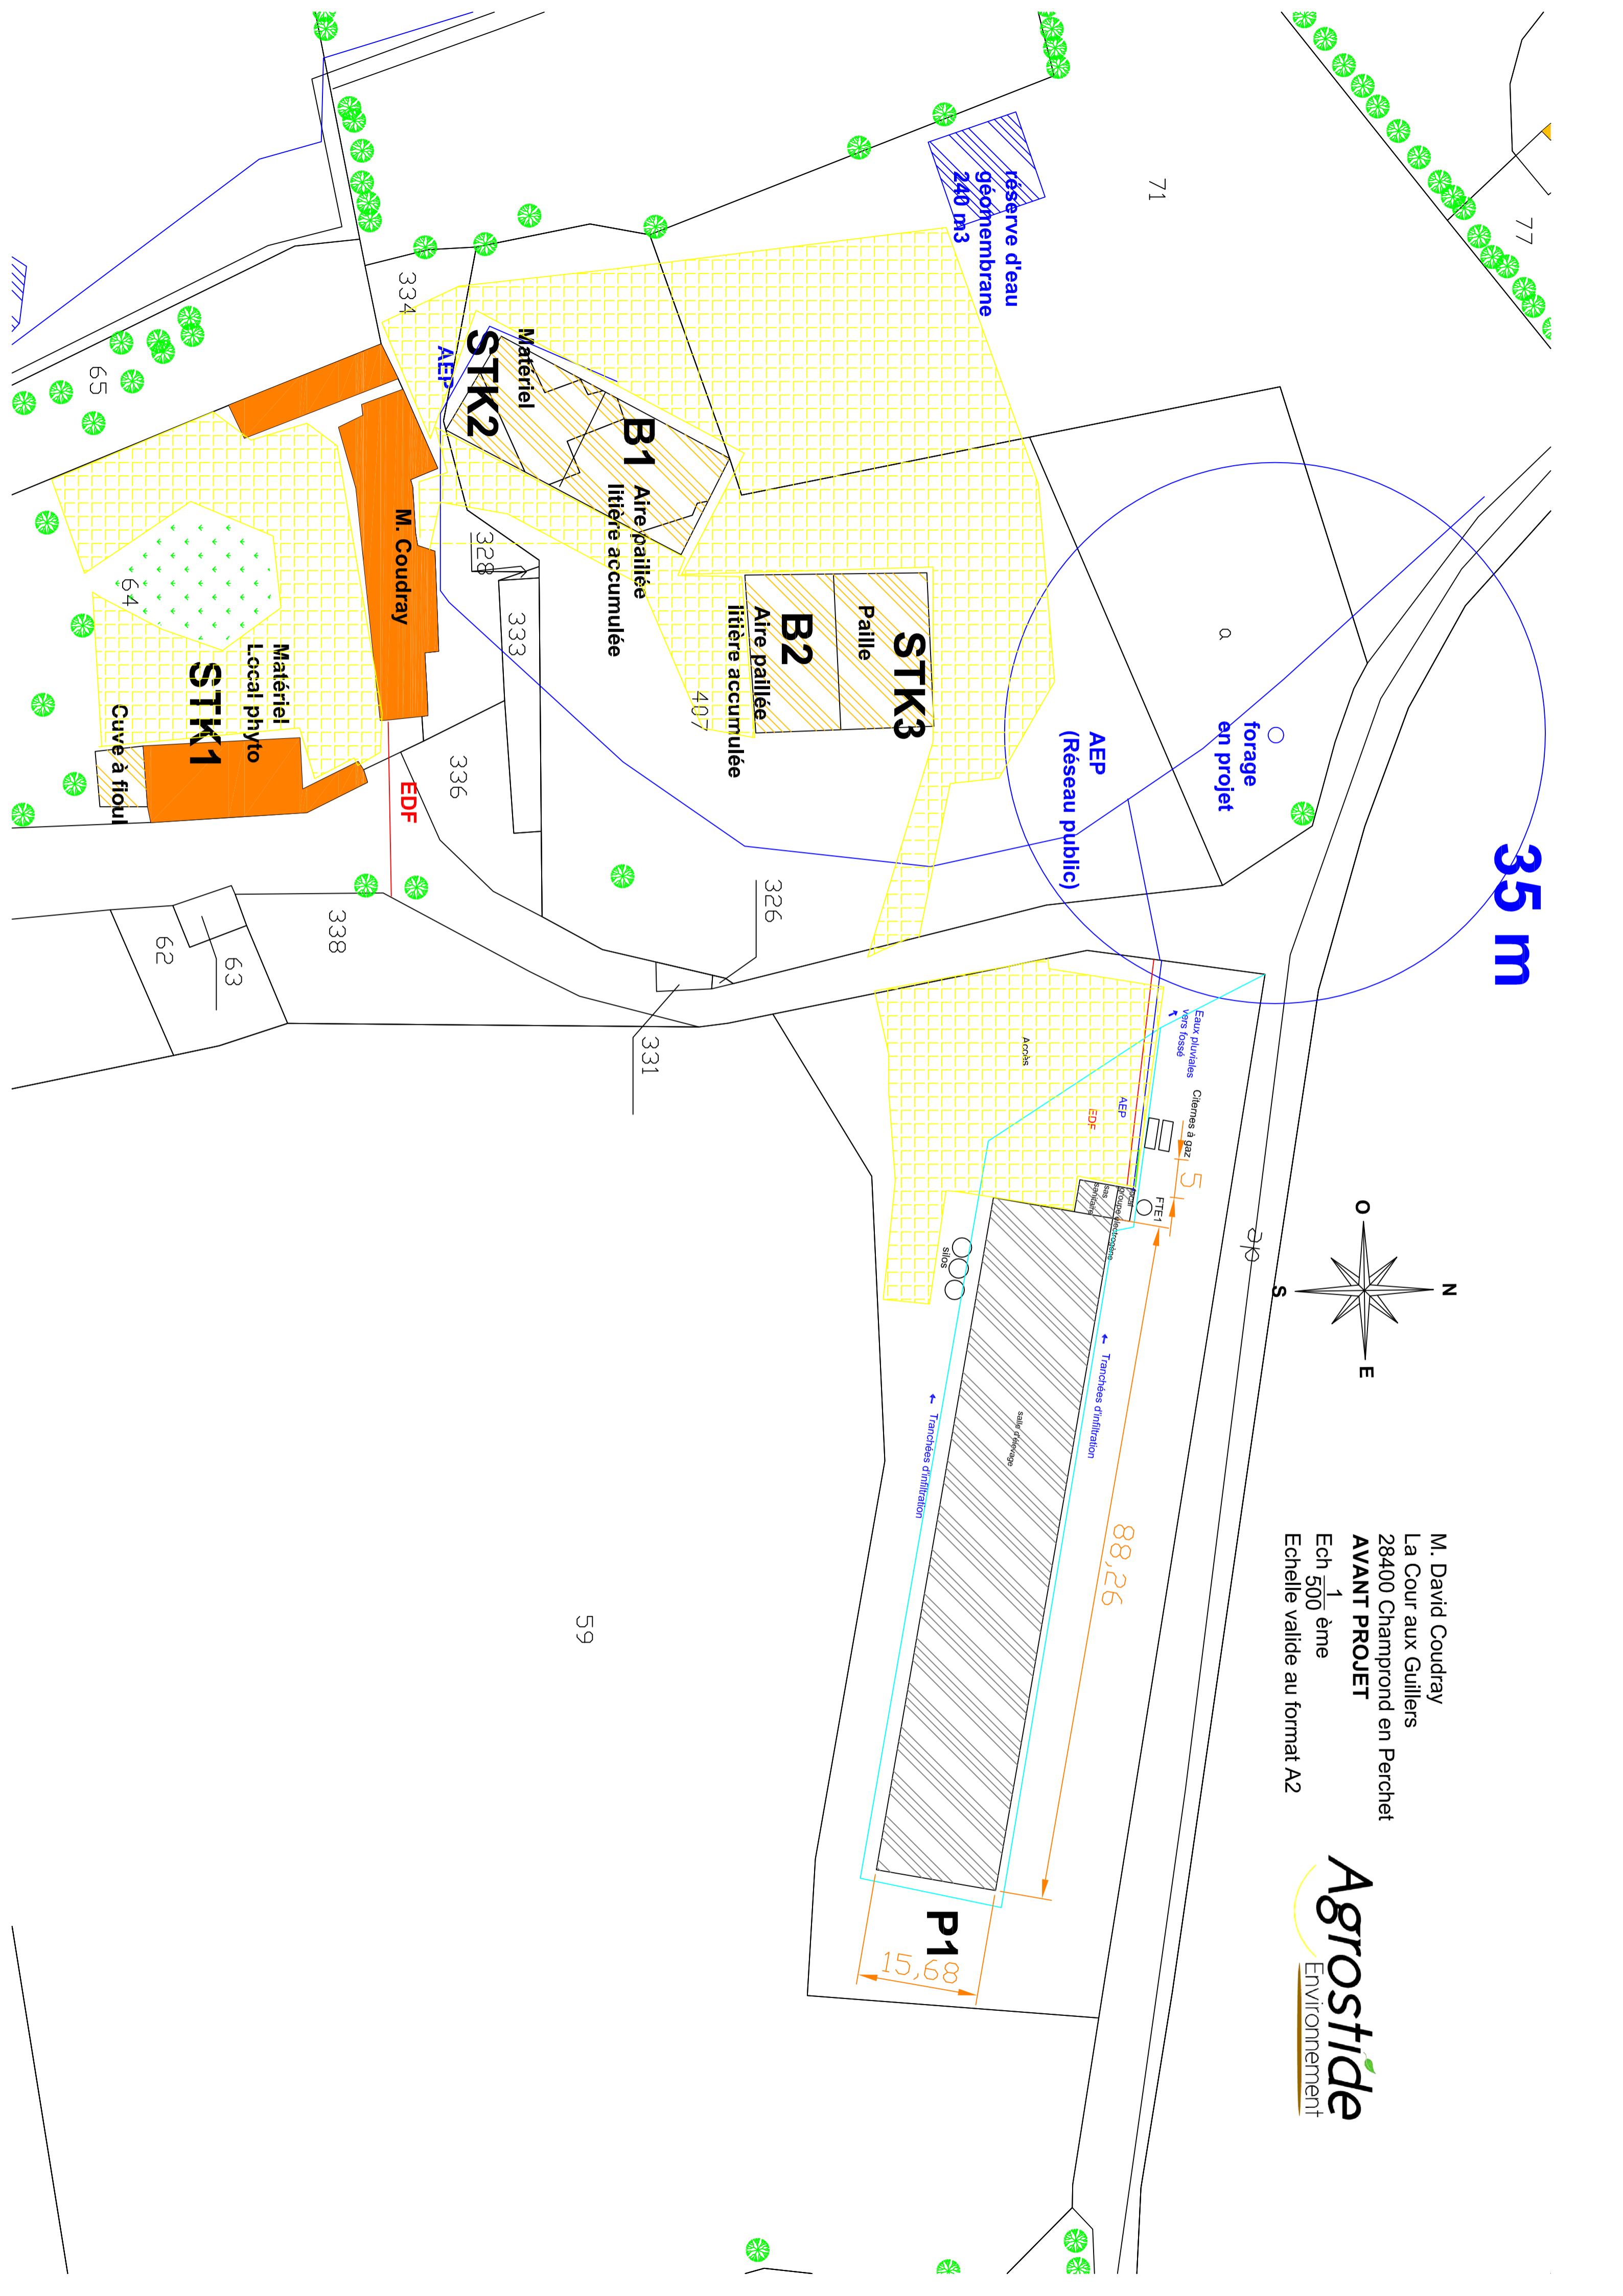 35 m
M. David Coudray
La Cour aux Guillers
28400 Champrond en Perchet
AVANT PROJET
Ech 1/500 ème
Echelle valide au format A2
Agrostide
Environnement
N
O
E
S
77
71
réserve d'eau
géomembrane
240 m3
a
forage
en projet
AEP
(Réseau public)
STK3
Paille
B2
Aire paillée
litière accumulée
407
B1
Aire paillée
litière accumulée
Matériel
STK2
AEP
334
328
333
336
326
331
M. Coudray
EDF
65
64
Matériel
Local phyto
STK1
Cuve à fioul
338
63
62
59
Eaux pluviales
vers fossé
Citernes à gaz
5
FTE1
AEP
EDF
Accès
groupe électrogène
sas
sanitaire
silos
de
Tranchées d'infiltration
Tranchées d'infiltration
salle d'élevage
88,26
P1
15,68